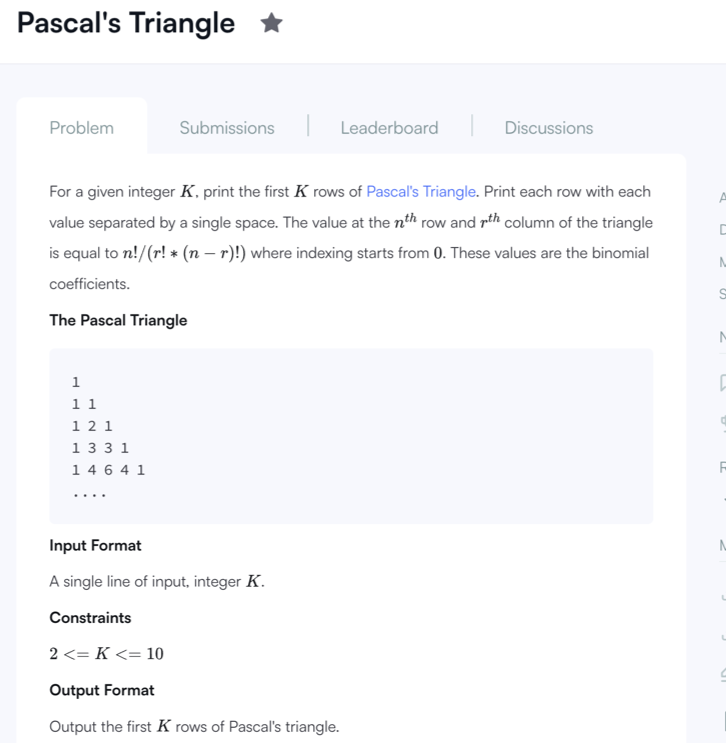 Pascal's Triangle ★
Problem Submissions | Leaderboard | Discussions
For a given integer K, print the first K rows of Pascal's Triangle. Print each row with each
value separated by a single space. The value at the nᵗʰ row and rᵗʰ column of the triangle
is equal to n!/(r! * (n − r)!) where indexing starts from 0. These values are the binomial
coefficients.
The Pascal Triangle
1
1 1
1 2 1
1 3 3 1
1 4 6 4 1
....
Input Format
A single line of input, integer K.
Constraints
2 <= K <= 10
Output Format
Output the first K rows of Pascal's triangle.